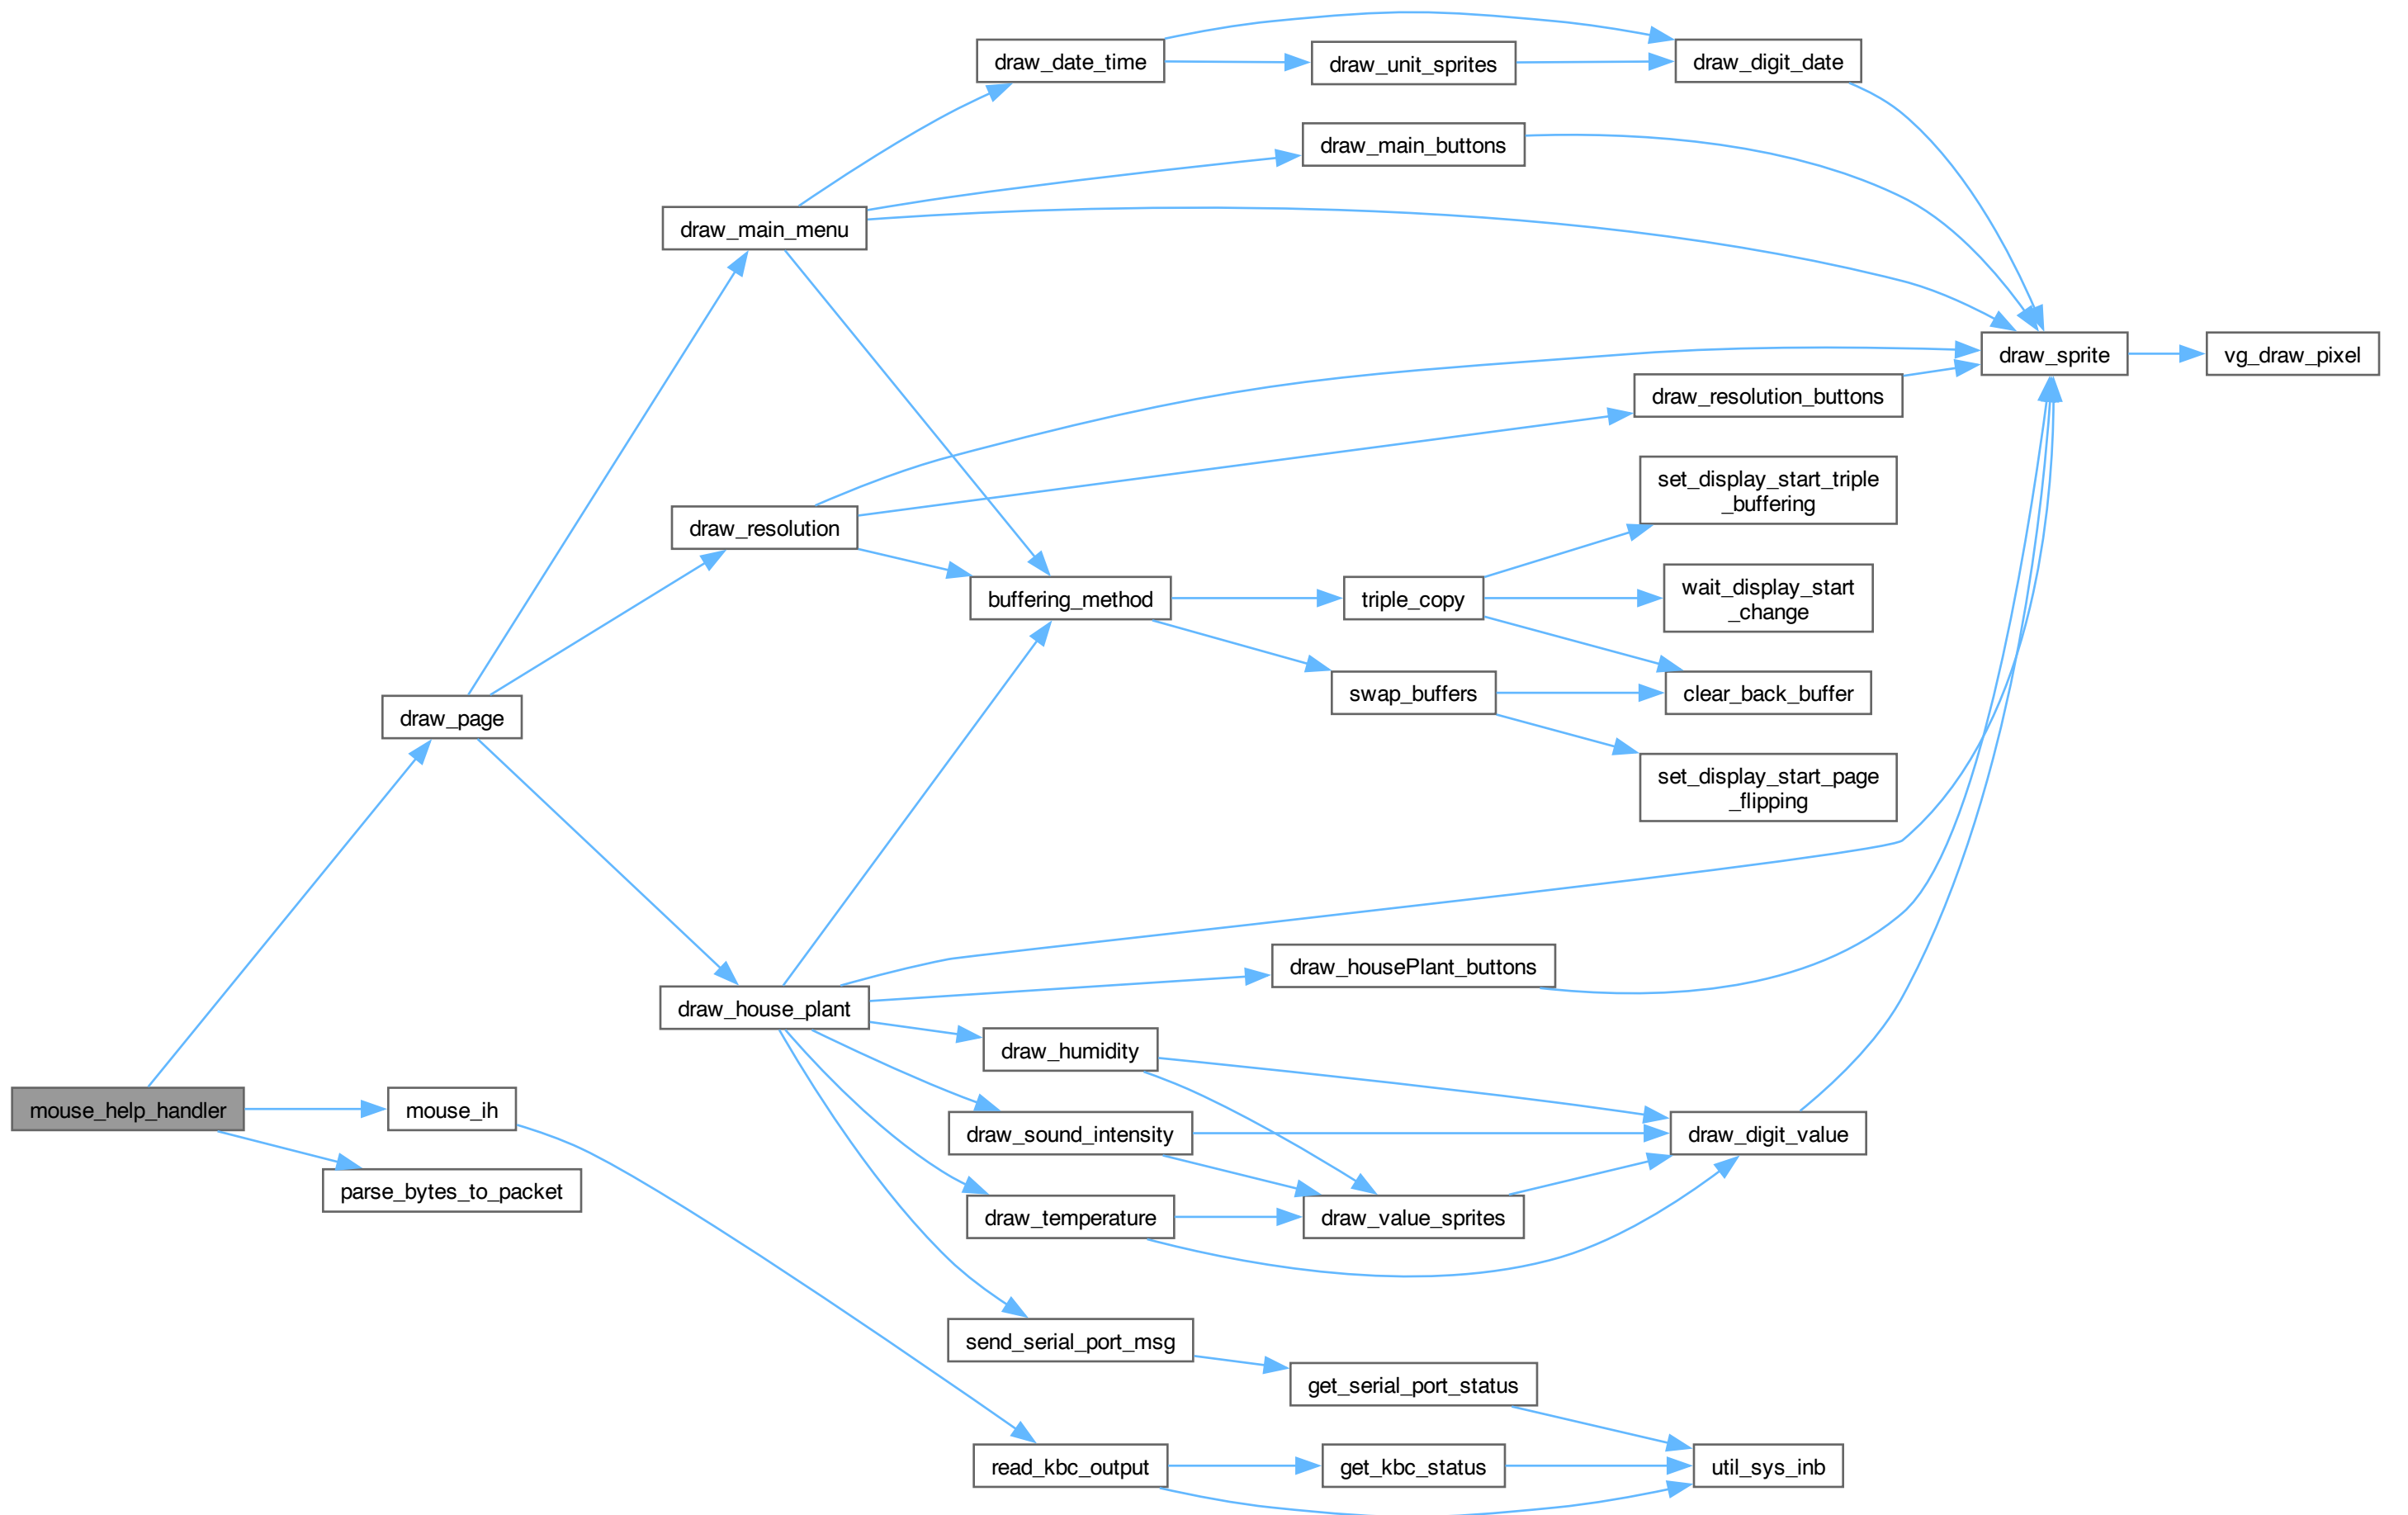 draw_date_time
draw_unit_sprites
draw_digit_date
draw_main_buttons
draw_main_menu
draw_sprite
vg_draw_pixel
draw_resolution_buttons
set_display_start_triple
_buffering
draw_resolution
buffering_method
triple_copy
wait_display_start
_change
swap_buffers
clear_back_buffer
draw_page
set_display_start_page
_flipping
draw_housePlant_buttons
draw_house_plant
draw_humidity
mouse_help_handler
mouse_ih
draw_sound_intensity
draw_digit_value
parse_bytes_to_packet
draw_temperature
draw_value_sprites
send_serial_port_msg
get_serial_port_status
read_kbc_output
get_kbc_status
util_sys_inb